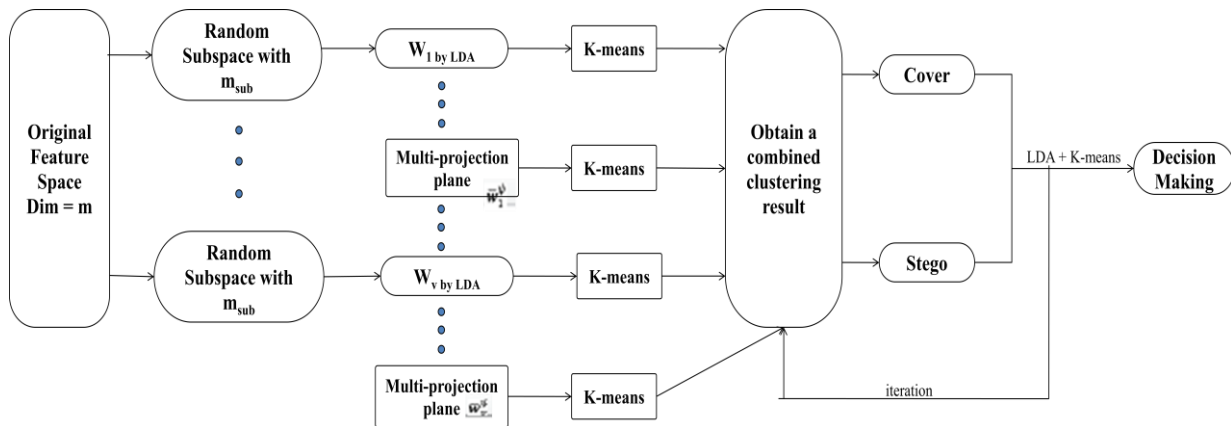 Original
Feature
Space
Dim = m
Random
Subspace with
m_sub
Random
Subspace with
m_sub
W_1 by LDA
Multi-projection
plane
W_v by LDA
Multi-projection
plane
K-means
K-means
K-means
K-means
Obtain a
combined
clustering
result
Cover
Stego
LDA + K-means
iteration
Decision
Making